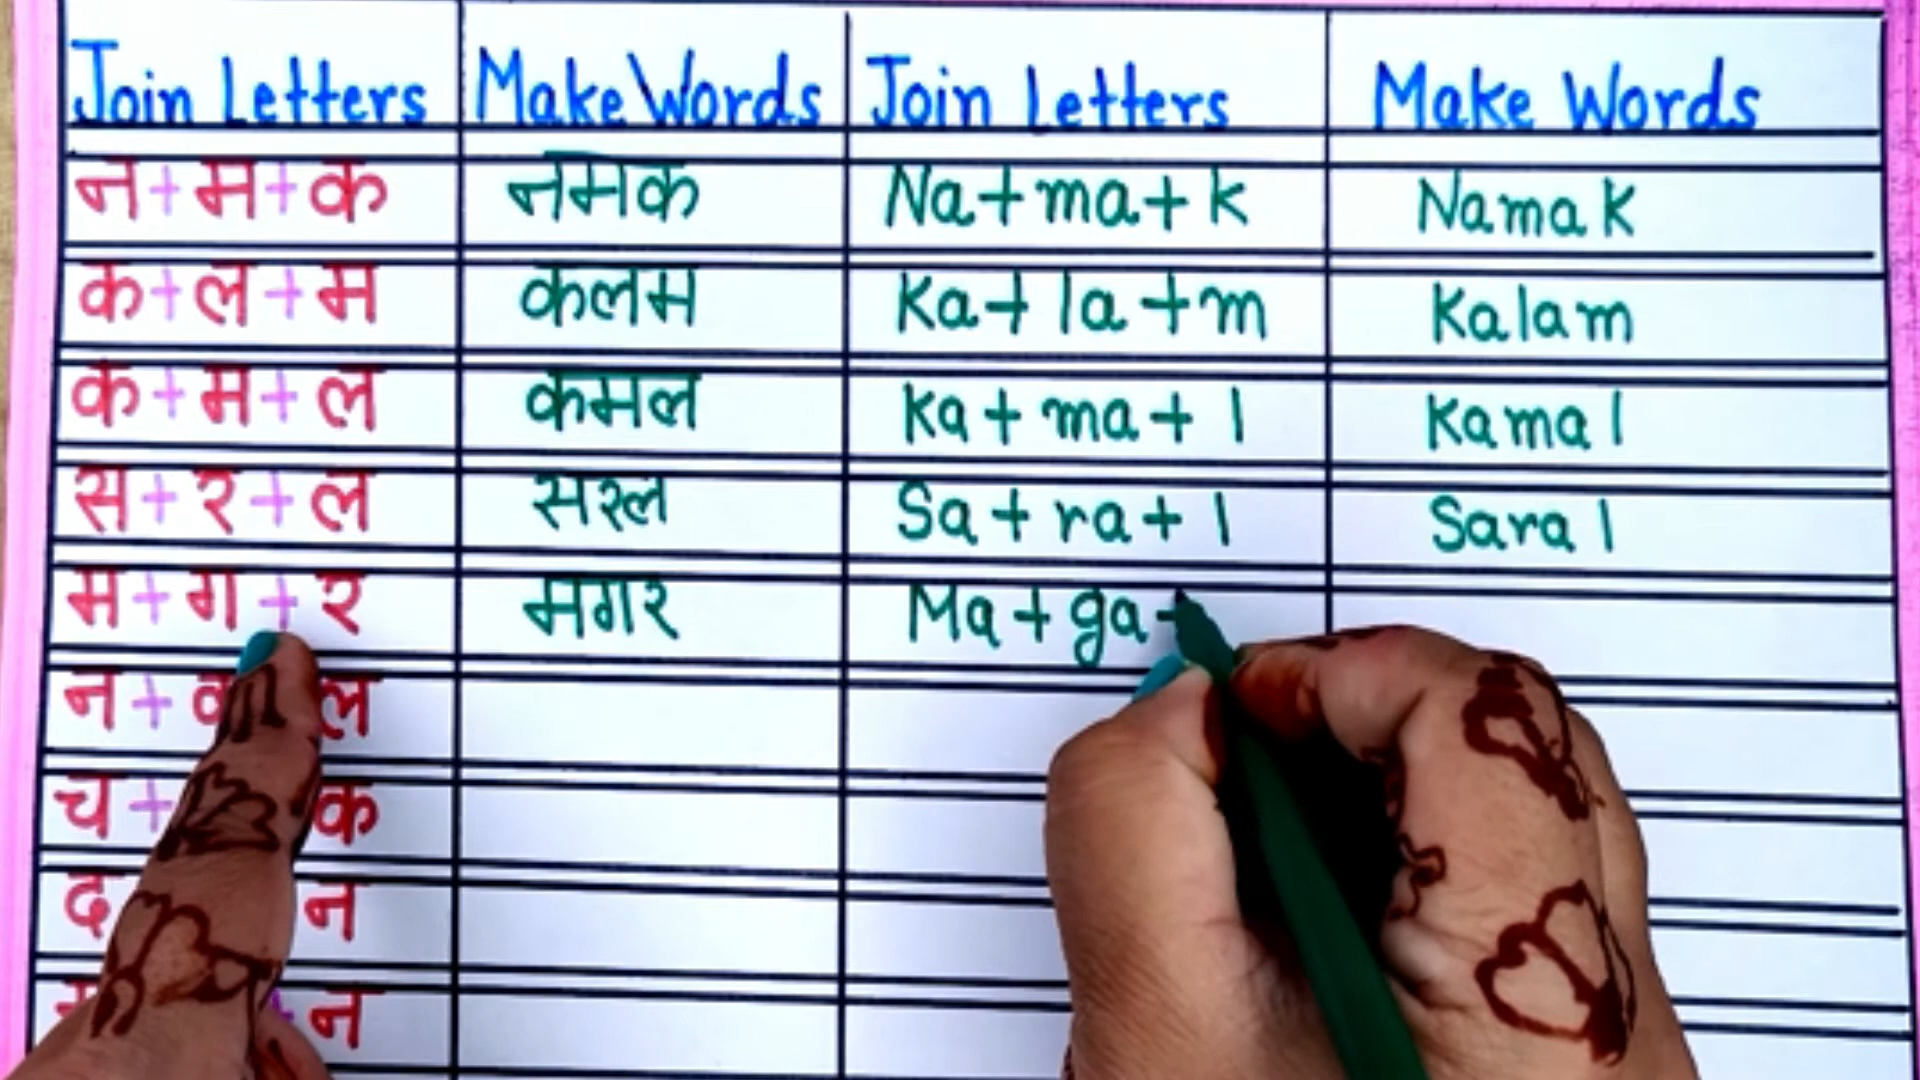 Join Letters Make Words Join Letters Make Words
न+म+क नमक Na+ma+k Namak
क+ल+म कलम Ka+la+m Kalam
क+म+ल कमल Ka+ma+l Kamal
स+र+ल सरल Sa+ra+l Saral
म+ग+र मगर Ma+ga+
न+ ल
च+ क
द न
+न